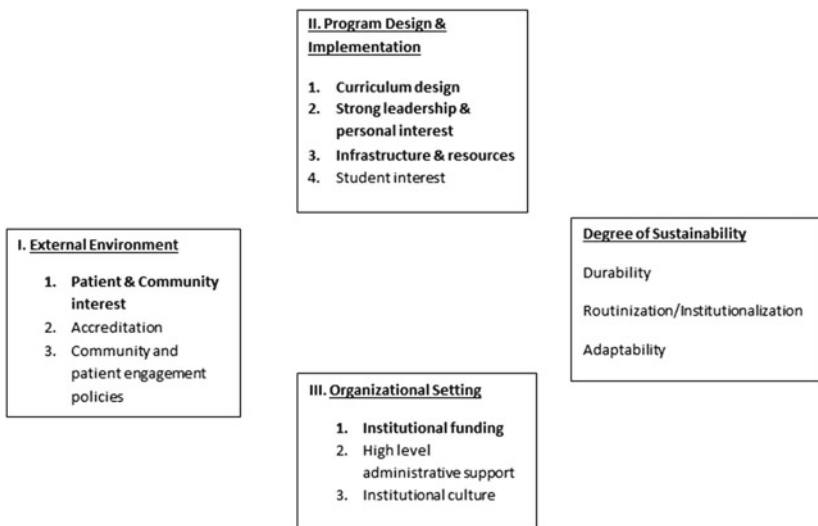 II. Program Design &
Implementation
1. Curriculum design
2. Strong leadership &
personal interest
3. Infrastructure & resources
4. Student interest
I. External Environment
1. Patient & Community
interest
2. Accreditation
3. Community and
patient engagement
policies
Degree of Sustainability
Durability
Routinization/Institutionalization
Adaptability
III. Organizational Setting
1. Institutional funding
2. High level
administrative support
3. Institutional culture